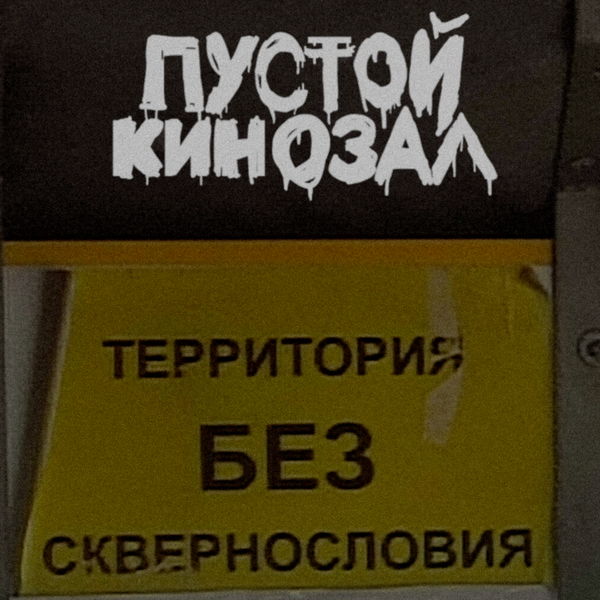 ПУСТОЙ
КИНОЗАЛ
ТЕРРИТОРИЯ
БЕЗ
СКВЕРНОСЛОВИЯ